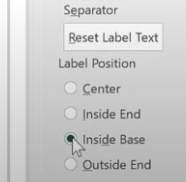 Separator
Reset Label Text
Label Position
Center
Inside End
Inside Base
Outside End